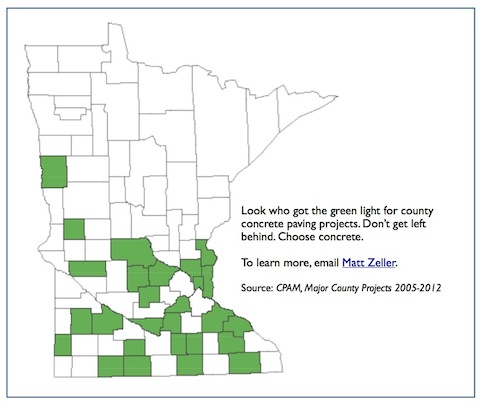 Look who got the green light for county
concrete paving projects. Don't get left
behind. Choose concrete.
To learn more, email Matt Zeller.
Source: CPAM, Major County Projects 2005-2012